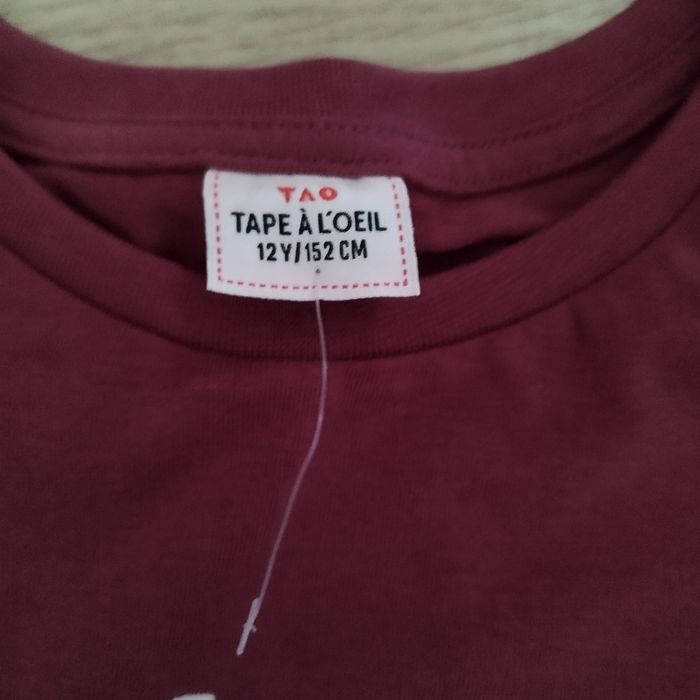 TAO
TAPE À L'OEIL
12Y/152 CM